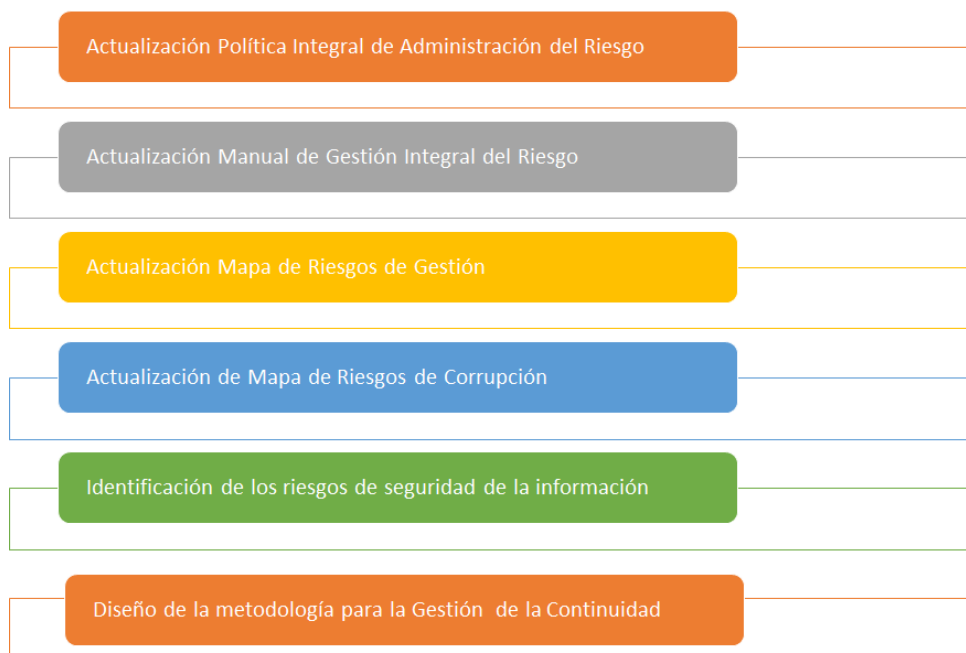 Actualización Política Integral de Administración del Riesgo
Actualización Manual de Gestión Integral del Riesgo
Actualización Mapa de Riesgos de Gestión
Actualización de Mapa de Riesgos de Corrupción
Identificación de los riesgos de seguridad de la información
Diseño de la metodología para la Gestión de la Continuidad